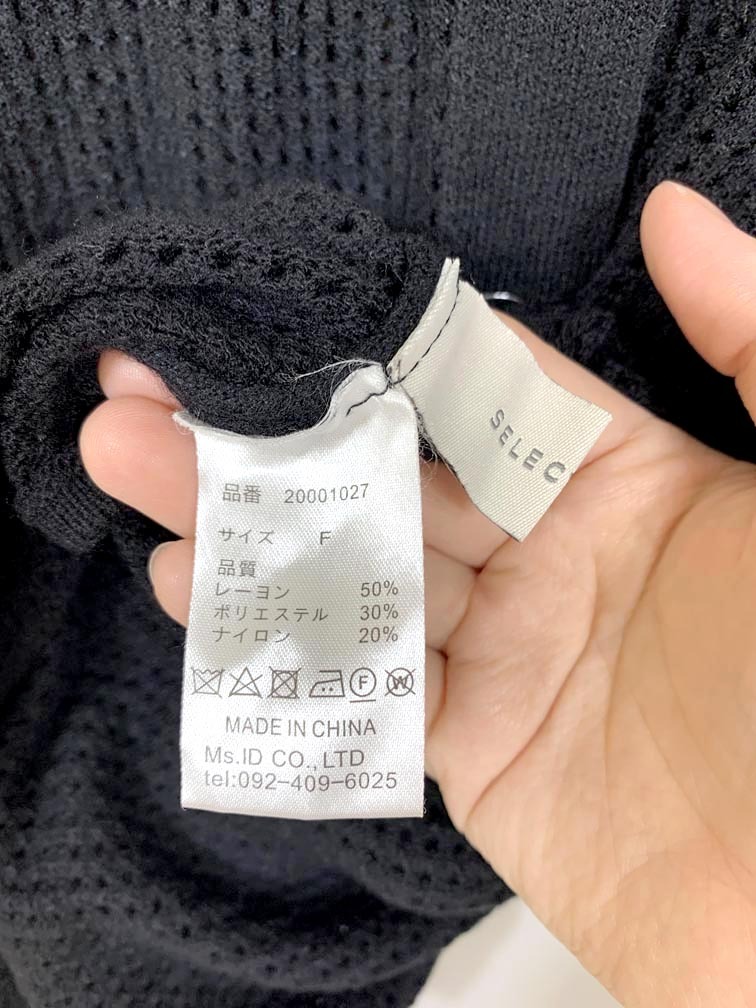 品番 20001027
サイズ F
品質
レーヨン 50%
ポリエステル 30%
ナイロン 20%
F W
MADE IN CHINA
Ms.ID CO.,LTD
tel:092-409-6025
SELEC